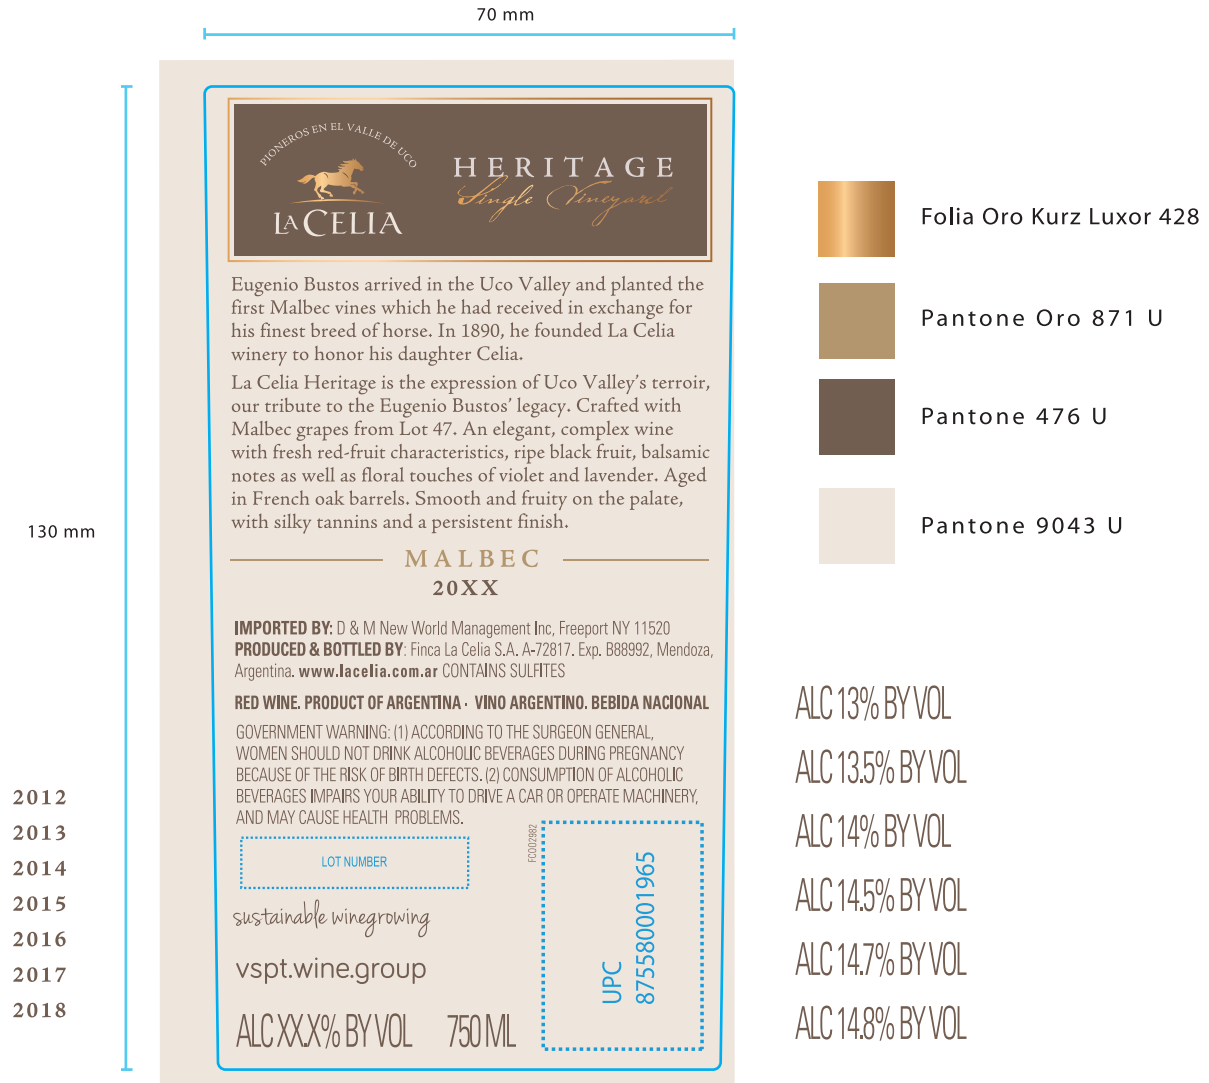 70 mm
130 mm
PIONEROS EN EL VALLE DE UCO
LA CELIA
HERITAGE
Single Vineyard
Eugenio Bustos arrived in the Uco Valley and planted the
first Malbec vines which he had received in exchange for
his finest breed of horse. In 1890, he founded La Celia
winery to honor his daughter Celia.
La Celia Heritage is the expression of Uco Valley's terroir,
our tribute to the Eugenio Bustos' legacy. Crafted with
Malbec grapes from Lot 47. An elegant, complex wine
with fresh red-fruit characteristics, ripe black fruit, balsamic
notes as well as floral touches of violet and lavender. Aged
in French oak barrels. Smooth and fruity on the palate,
with silky tannins and a persistent finish.
MALBEC
20XX
IMPORTED BY: D & M New World Management Inc, Freeport NY 11520
PRODUCED & BOTTLED BY: Finca La Celia S.A. A-72817. Exp. B88992, Mendoza,
Argentina. www.lacelia.com.ar CONTAINS SULFITES
RED WINE. PRODUCT OF ARGENTINA · VINO ARGENTINO. BEBIDA NACIONAL
GOVERNMENT WARNING: (1) ACCORDING TO THE SURGEON GENERAL,
WOMEN SHOULD NOT DRINK ALCOHOLIC BEVERAGES DURING PREGNANCY
BECAUSE OF THE RISK OF BIRTH DEFECTS. (2) CONSUMPTION OF ALCOHOLIC
BEVERAGES IMPAIRS YOUR ABILITY TO DRIVE A CAR OR OPERATE MACHINERY,
AND MAY CAUSE HEALTH PROBLEMS.
LOT NUMBER
FC002982
UPC
875580001965
sustainable winegrowing
vspt.wine.group
ALC XX.X% BY VOL 750 ML
2012
2013
2014
2015
2016
2017
2018
Folia Oro Kurz Luxor 428
Pantone Oro 871 U
Pantone 476 U
Pantone 9043 U
ALC 13% BY VOL
ALC 13.5% BY VOL
ALC 14% BY VOL
ALC 14.5% BY VOL
ALC 14.7% BY VOL
ALC 14.8% BY VOL